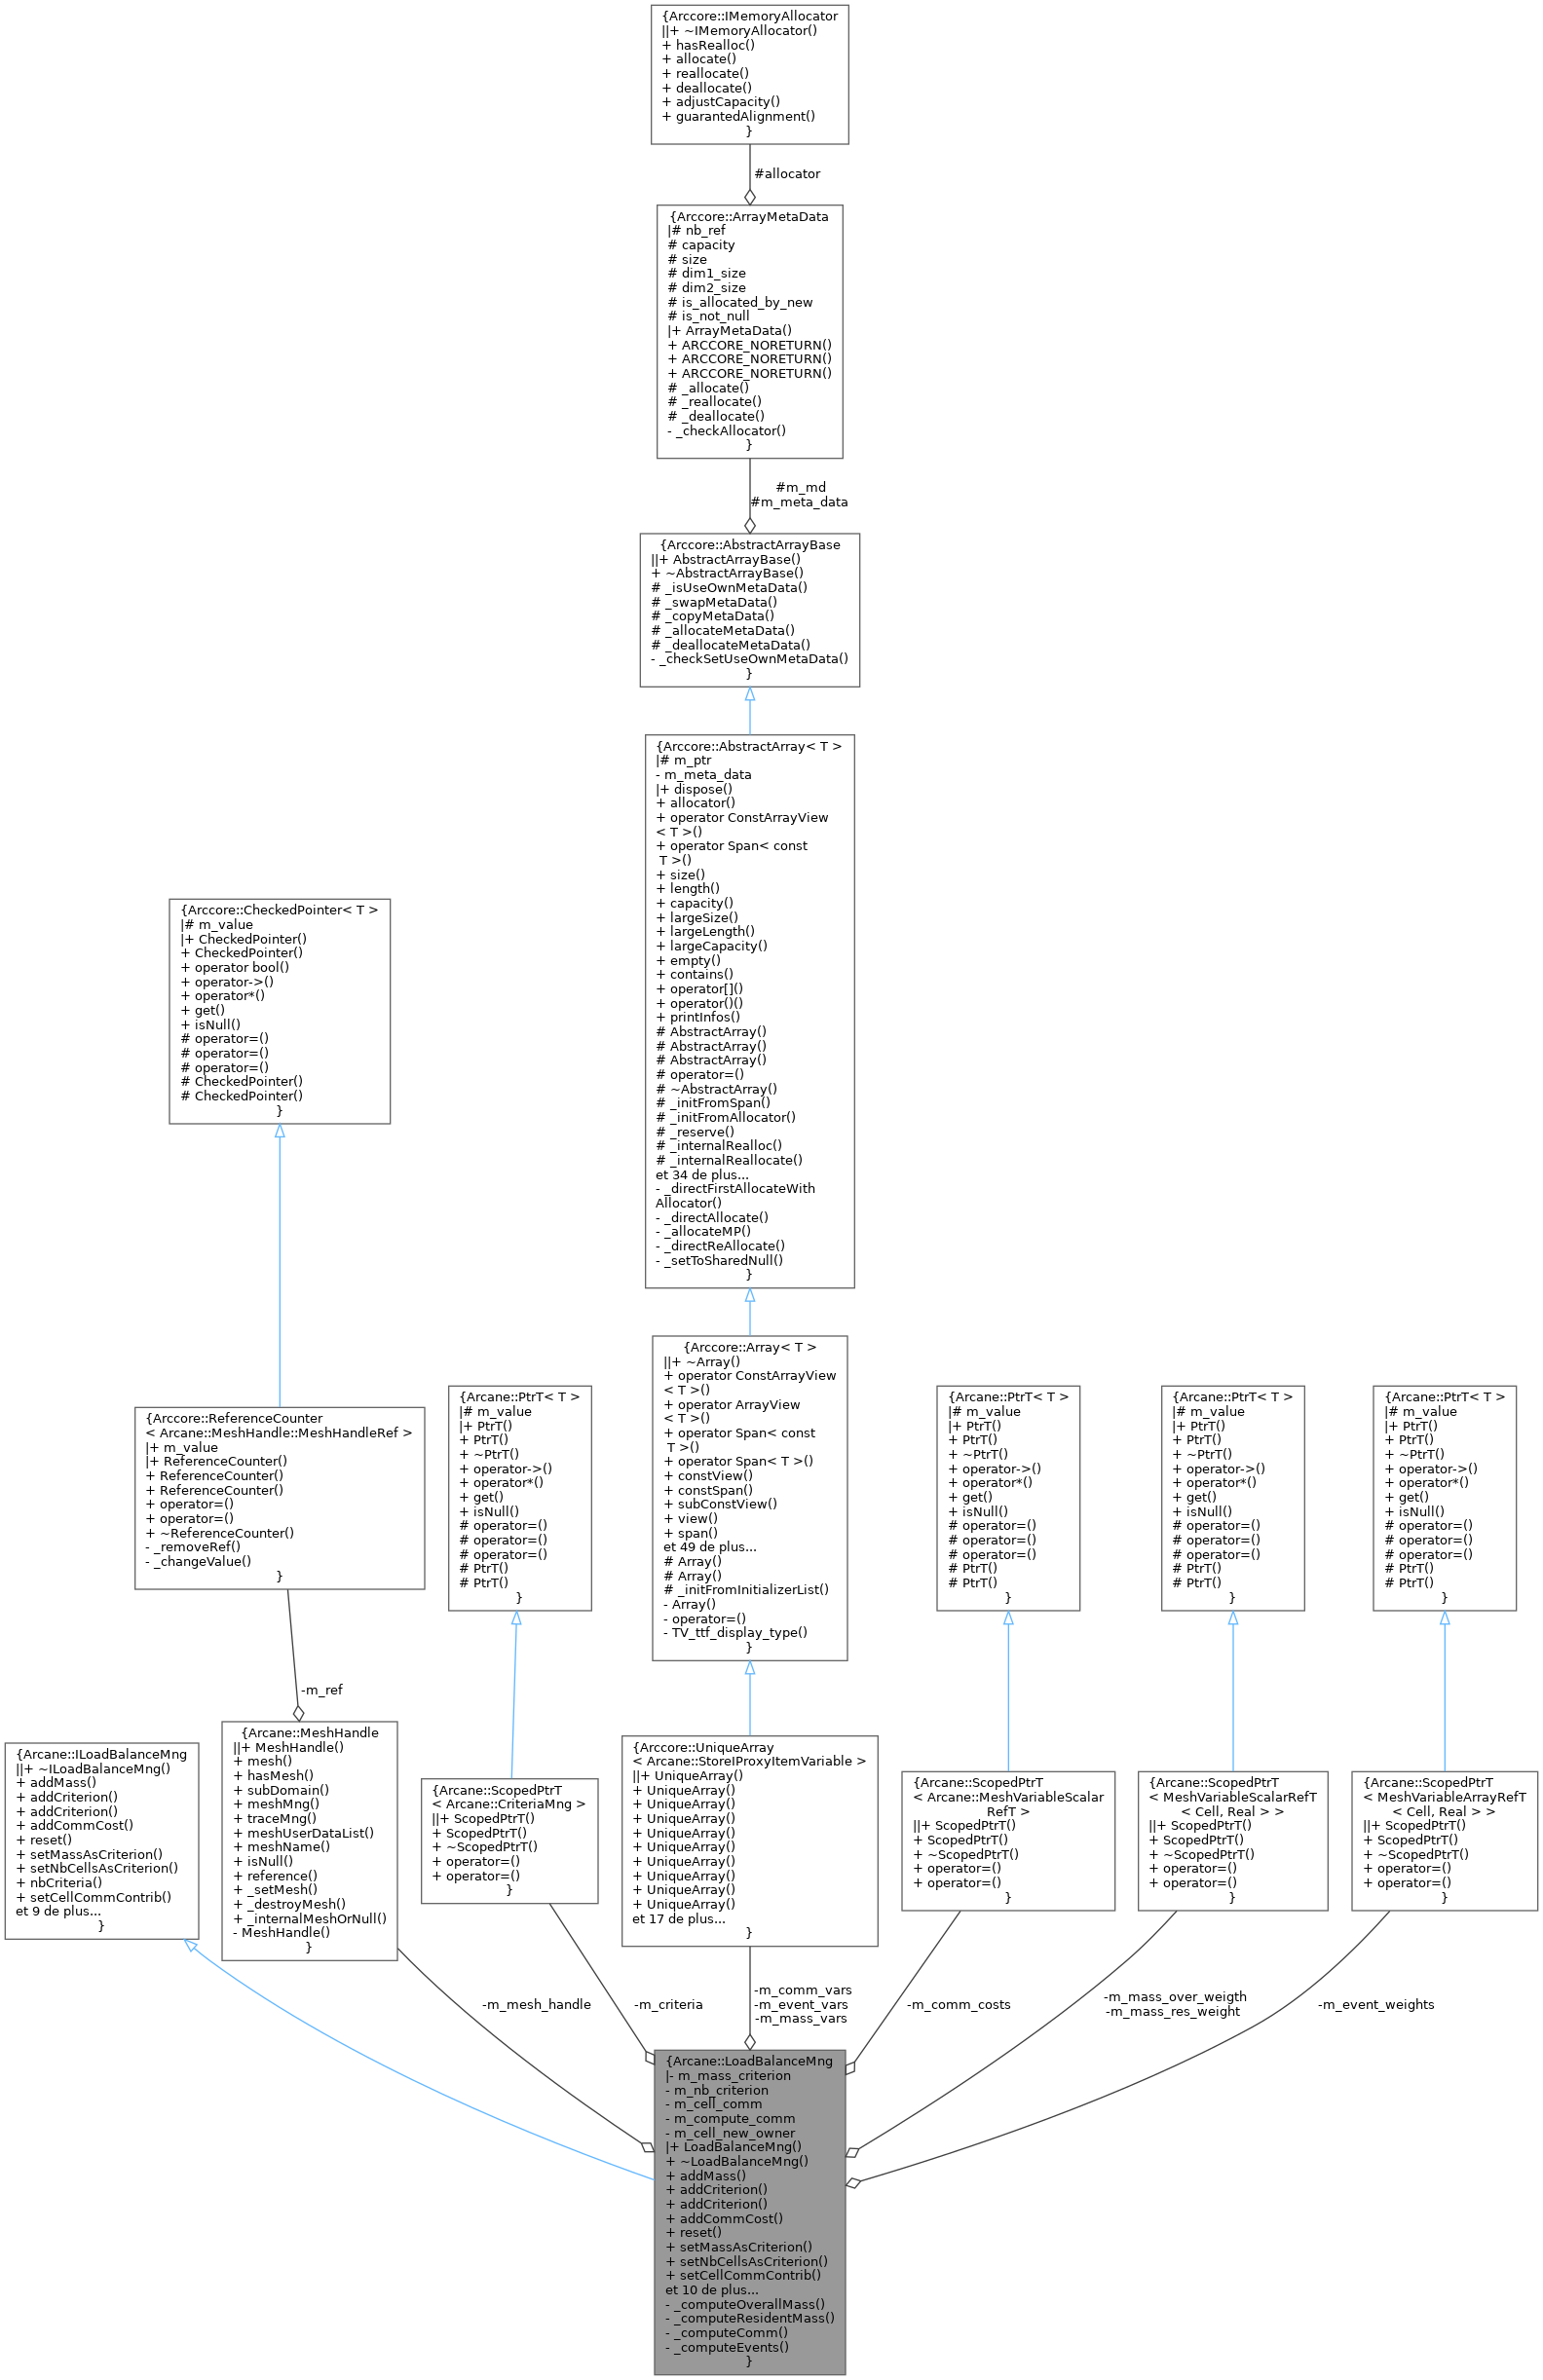 {Arccore::IMemoryAllocator
||+ ~IMemoryAllocator()
+ hasRealloc()
+ allocate()
+ reallocate()
+ deallocate()
+ adjustCapacity()
+ guarantedAlignment()
}
#allocator
{Arccore::ArrayMetaData
|# nb_ref
# capacity
# size
# dim1_size
# dim2_size
# is_allocated_by_new
# is_not_null
|+ ArrayMetaData()
+ ARCCORE_NORETURN()
+ ARCCORE_NORETURN()
+ ARCCORE_NORETURN()
# _allocate()
# _reallocate()
# _deallocate()
- _checkAllocator()
}
#m_md
#m_meta_data
{Arccore::AbstractArrayBase
||+ AbstractArrayBase()
+ ~AbstractArrayBase()
# _isUseOwnMetaData()
# _swapMetaData()
# _copyMetaData()
# _allocateMetaData()
# _deallocateMetaData()
- _checkSetUseOwnMetaData()
}
{Arccore::AbstractArray< T >
|# m_ptr
- m_meta_data
|+ dispose()
+ allocator()
+ operator ConstArrayView
< T >()
+ operator Span< const
T >()
+ size()
+ length()
+ capacity()
+ largeSize()
+ largeLength()
+ largeCapacity()
+ empty()
+ contains()
+ operator[]()
+ operator()()
+ printInfos()
# AbstractArray()
# AbstractArray()
# AbstractArray()
# operator=()
# ~AbstractArray()
# _initFromSpan()
# _initFromAllocator()
# _reserve()
# _internalRealloc()
# _internalReallocate()
et 34 de plus...
- _directFirstAllocateWith
Allocator()
- _directAllocate()
- _allocateMP()
- _directReAllocate()
- _setToSharedNull()
}
{Arccore::CheckedPointer< T >
|# m_value
|+ CheckedPointer()
+ CheckedPointer()
+ operator bool()
+ operator->()
+ operator*()
+ get()
+ isNull()
# operator=()
# operator=()
# operator=()
# CheckedPointer()
# CheckedPointer()
}
{Arccore::ReferenceCounter
< Arcane::MeshHandle::MeshHandleRef >
|+ m_value
|+ ReferenceCounter()
+ ReferenceCounter()
+ ReferenceCounter()
+ operator=()
+ operator=()
+ ~ReferenceCounter()
- _removeRef()
- _changeValue()
}
{Arcane::PtrT< T >
|# m_value
|+ PtrT()
+ PtrT()
+ ~PtrT()
+ operator->()
+ operator*()
+ get()
+ isNull()
# operator=()
# operator=()
# operator=()
# PtrT()
# PtrT()
}
{Arccore::Array< T >
||+ ~Array()
+ operator ConstArrayView
< T >()
+ operator ArrayView
< T >()
+ operator Span< const
T >()
+ operator Span< T >()
+ constView()
+ constSpan()
+ subConstView()
+ view()
+ span()
et 49 de plus...
# Array()
# Array()
# _initFromInitializerList()
- Array()
- operator=()
- TV_ttf_display_type()
}
{Arcane::PtrT< T >
|# m_value
|+ PtrT()
+ PtrT()
+ ~PtrT()
+ operator->()
+ operator*()
+ get()
+ isNull()
# operator=()
# operator=()
# operator=()
# PtrT()
# PtrT()
}
{Arcane::PtrT< T >
|# m_value
|+ PtrT()
+ PtrT()
+ ~PtrT()
+ operator->()
+ operator*()
+ get()
+ isNull()
# operator=()
# operator=()
# operator=()
# PtrT()
# PtrT()
}
{Arcane::PtrT< T >
|# m_value
|+ PtrT()
+ PtrT()
+ ~PtrT()
+ operator->()
+ operator*()
+ get()
+ isNull()
# operator=()
# operator=()
# operator=()
# PtrT()
# PtrT()
}
-m_ref
{Arcane::ILoadBalanceMng
||+ ~ILoadBalanceMng()
+ addMass()
+ addCriterion()
+ addCriterion()
+ addCommCost()
+ reset()
+ setMassAsCriterion()
+ setNbCellsAsCriterion()
+ nbCriteria()
+ setCellCommContrib()
et 9 de plus...
}
{Arcane::MeshHandle
||+ MeshHandle()
+ mesh()
+ hasMesh()
+ subDomain()
+ meshMng()
+ traceMng()
+ meshUserDataList()
+ meshName()
+ isNull()
+ reference()
+ _setMesh()
+ _destroyMesh()
+ _internalMeshOrNull()
- MeshHandle()
}
{Arcane::ScopedPtrT
< Arcane::CriteriaMng >
||+ ScopedPtrT()
+ ScopedPtrT()
+ ~ScopedPtrT()
+ operator=()
+ operator=()
}
{Arccore::UniqueArray
< Arcane::StoreIProxyItemVariable >
||+ UniqueArray()
+ UniqueArray()
+ UniqueArray()
+ UniqueArray()
+ UniqueArray()
+ UniqueArray()
+ UniqueArray()
+ UniqueArray()
+ UniqueArray()
+ UniqueArray()
et 17 de plus...
}
{Arcane::ScopedPtrT
< Arcane::MeshVariableScalar
RefT >
||+ ScopedPtrT()
+ ScopedPtrT()
+ ~ScopedPtrT()
+ operator=()
+ operator=()
}
{Arcane::ScopedPtrT
< MeshVariableScalarRefT
< Cell, Real > >
||+ ScopedPtrT()
+ ScopedPtrT()
+ ~ScopedPtrT()
+ operator=()
+ operator=()
}
{Arcane::ScopedPtrT
< MeshVariableArrayRefT
< Cell, Real > >
||+ ScopedPtrT()
+ ScopedPtrT()
+ ~ScopedPtrT()
+ operator=()
+ operator=()
}
-m_mesh_handle
-m_criteria
-m_comm_vars
-m_event_vars
-m_mass_vars
-m_comm_costs
-m_mass_over_weigth
-m_mass_res_weight
-m_event_weights
{Arcane::LoadBalanceMng
|- m_mass_criterion
- m_nb_criterion
- m_cell_comm
- m_compute_comm
- m_cell_new_owner
|+ LoadBalanceMng()
+ ~LoadBalanceMng()
+ addMass()
+ addCriterion()
+ addCriterion()
+ addCommCost()
+ reset()
+ setMassAsCriterion()
+ setNbCellsAsCriterion()
+ setCellCommContrib()
et 10 de plus...
- _computeOverallMass()
- _computeResidentMass()
- _computeComm()
- _computeEvents()
}